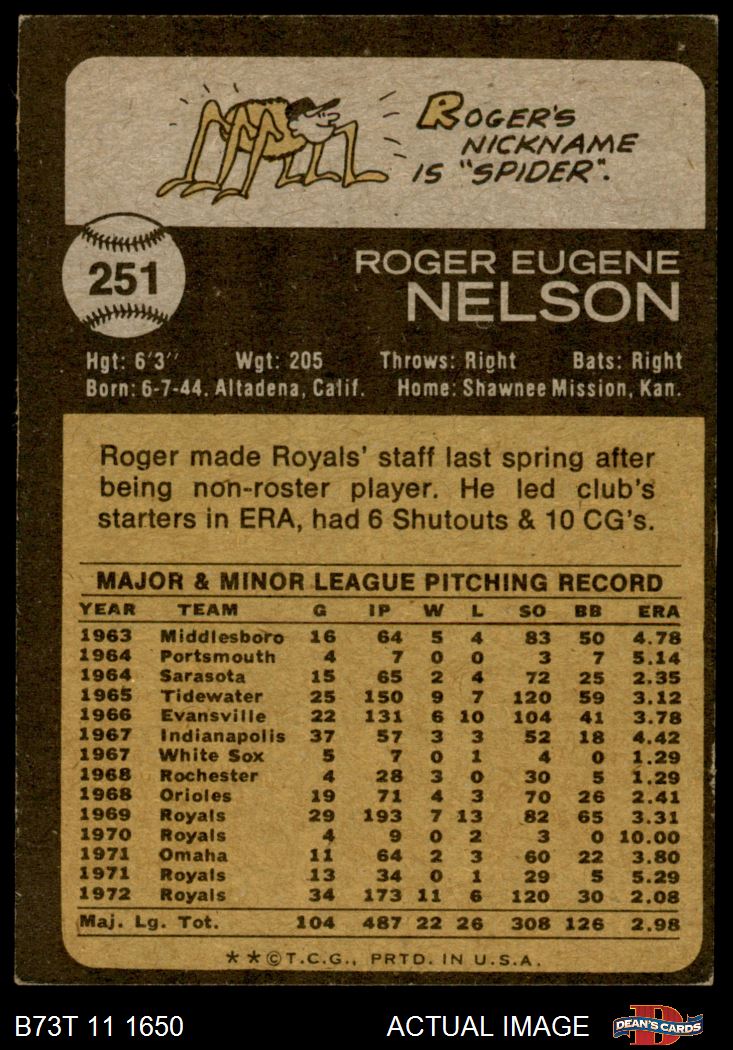 ROGER'S
NICKNAME
IS "SPIDER".
251
ROGER EUGENE
NELSON
Hgt: 6'3" Wgt: 205 Throws: Right Bats: Right
Born: 6-7-44, Altadena, Calif. Home: Shawnee Mission, Kan.
Roger made Royals' staff last spring after
being non-roster player. He led club's
starters in ERA, had 6 Shutouts & 10 CG's.
MAJOR & MINOR LEAGUE PITCHING RECORD
YEAR TEAM G IP W L SO BB ERA
1963 Middlesboro 16 64 5 4 83 50 4.78
1964 Portsmouth 4 7 0 0 3 7 5.14
1964 Sarasota 15 65 2 4 72 25 2.35
1965 Tidewater 25 150 9 7 120 59 3.12
1966 Evansville 22 131 6 10 104 41 3.78
1967 Indianapolis 37 57 3 3 52 18 4.42
1967 White Sox 5 7 0 1 4 0 1.29
1968 Rochester 4 28 3 0 30 5 1.29
1968 Orioles 19 71 4 3 70 26 2.41
1969 Royals 29 193 7 13 82 65 3.31
1970 Royals 4 9 0 2 3 0 10.00
1971 Omaha 11 64 2 3 60 22 3.80
1971 Royals 13 34 0 1 29 5 5.29
1972 Royals 34 173 11 6 120 30 2.08
Maj. Lg. Tot. 104 487 22 26 308 126 2.98
**©T.C.G., PRTD. IN U.S.A.
B73T 11 1650 ACTUAL IMAGE D DEAN'S CARDS